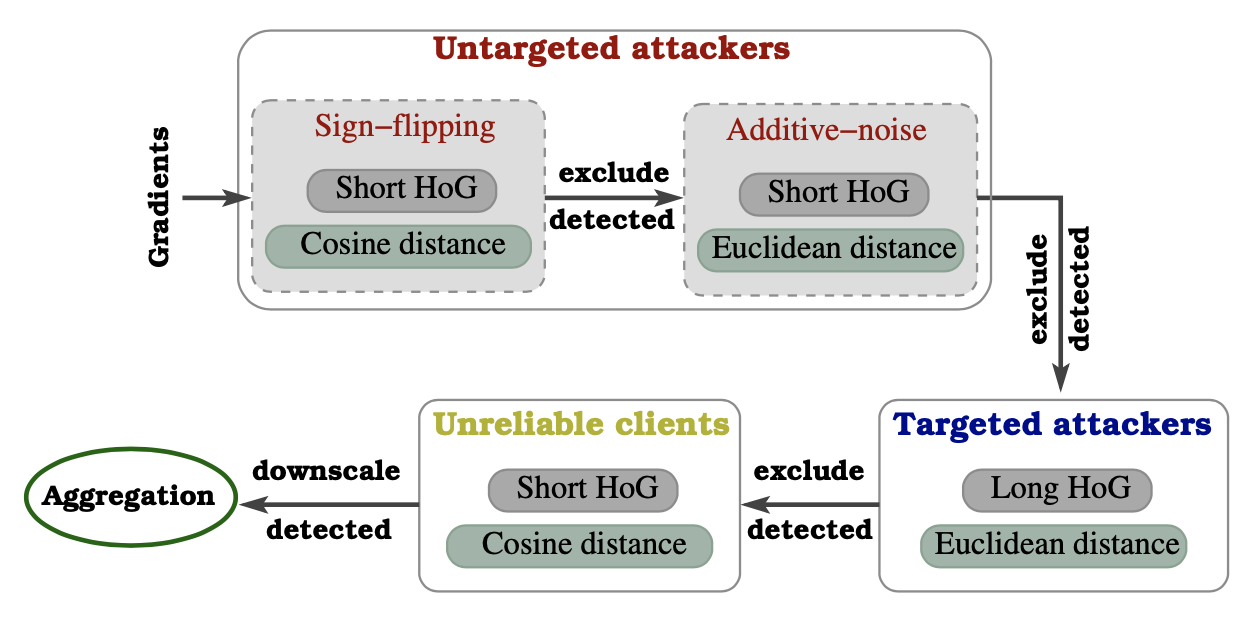 Untargeted attackers
Gradients
Sign–flipping
Short HoG
Cosine distance
exclude
detected
Additive–noise
Short HoG
Euclidean distance
exclude
detected
Targeted attackers
Long HoG
Euclidean distance
exclude
detected
Unreliable clients
Short HoG
Cosine distance
downscale
detected
Aggregation